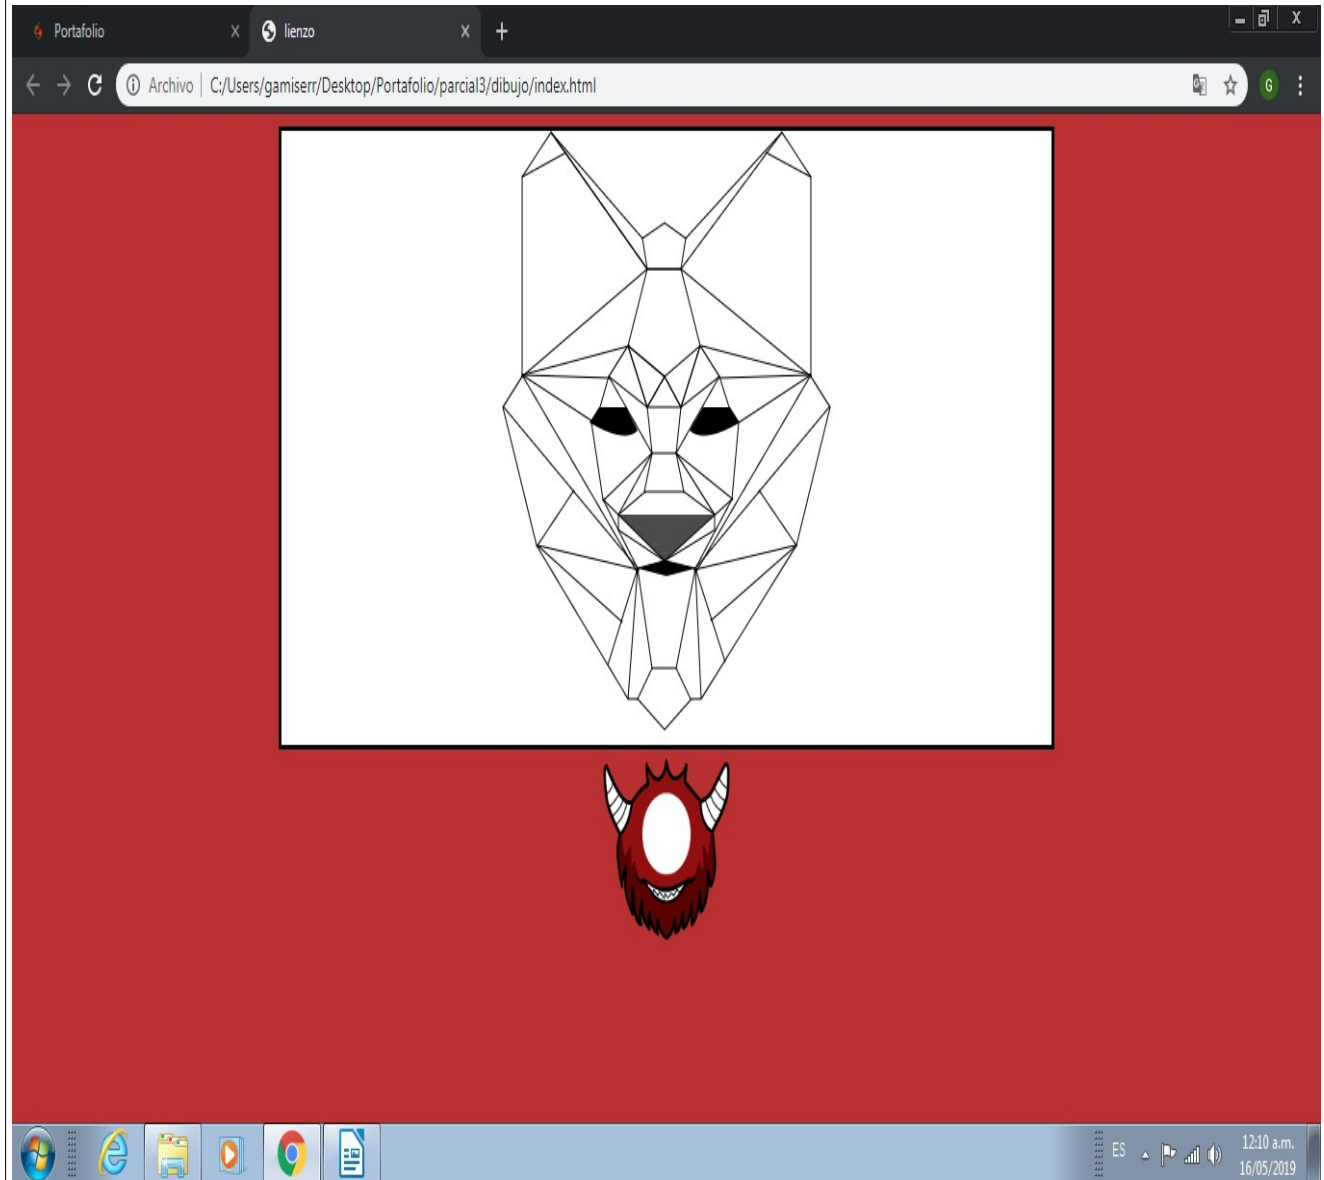 Portafolio
lienzo
Archivo
C:/Users/gamiserr/Desktop/Portafolio/parcial3/dibujo/index.html
G
ES
12:10 a.m.
16/05/2019